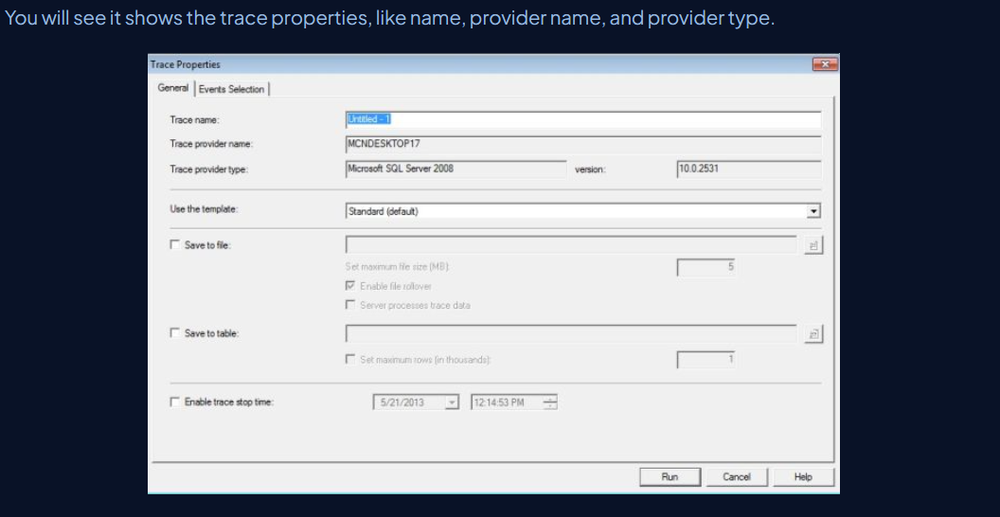 You will see it shows the trace properties, like name, provider name, and provider type.
Trace Properties
General Events Selection
Trace name: Untitled - 1
Trace provider name: MCNDESKTOP17
Trace provider type: Microsoft SQL Server 2008 version: 10.0.2531
Use the template: Standard (default)
Save to file:
Set maximum file size (MB): 5
Enable file rollover
Server processes trace data
Save to table:
Set maximum rows (in thousands): 1
Enable trace stop time: 5/21/2013 12:14:53 PM
Run Cancel Help